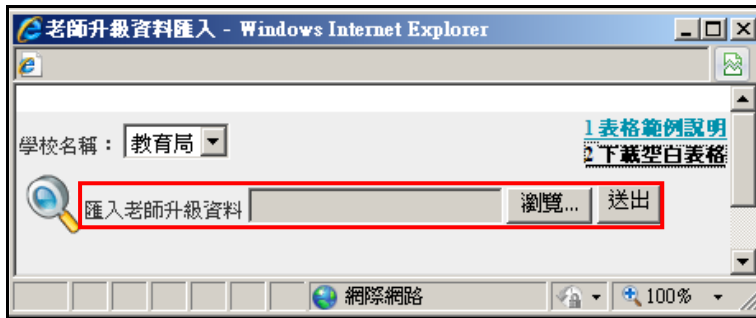 老師升級資料匯入 - Windows Internet Explorer
學校名稱： 教育局
1 表格範例說明
2 下載空白表格
匯入老師升級資料 瀏覽... 送出
網際網路 100%